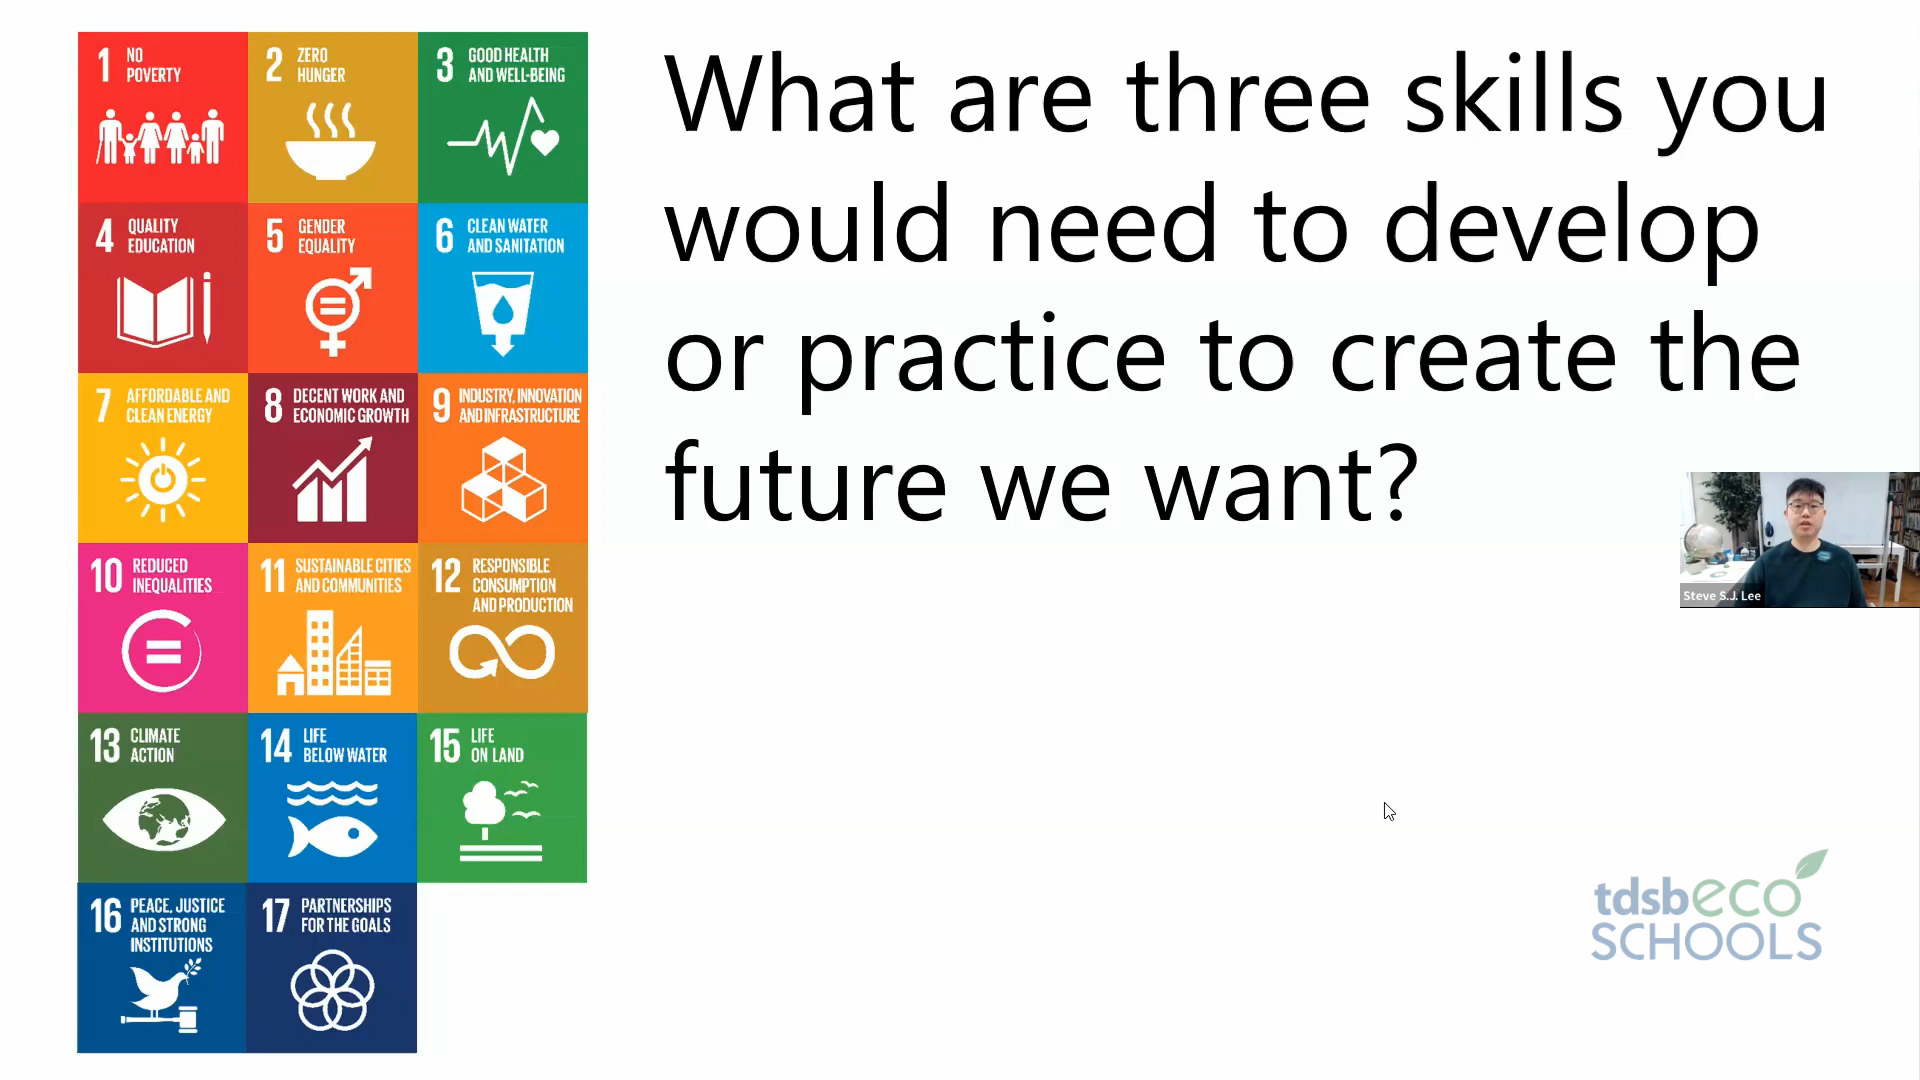 1 NO
POVERTY
2 ZERO
HUNGER
3 GOOD HEALTH
AND WELL-BEING
4 QUALITY
EDUCATION
5 GENDER
EQUALITY
6 CLEAN WATER
AND SANITATION
7 AFFORDABLE AND
CLEAN ENERGY
8 DECENT WORK AND
ECONOMIC GROWTH
9 INDUSTRY, INNOVATION
AND INFRASTRUCTURE
10 REDUCED
INEQUALITIES
11 SUSTAINABLE CITIES
AND COMMUNITIES
12 RESPONSIBLE
CONSUMPTION
AND PRODUCTION
13 CLIMATE
ACTION
14 LIFE
BELOW WATER
15 LIFE
ON LAND
16 PEACE, JUSTICE
AND STRONG
INSTITUTIONS
17 PARTNERSHIPS
FOR THE GOALS
What are three skills you
would need to develop
or practice to create the
future we want?
Steve S.J. Lee
tdsbeco
SCHOOLS